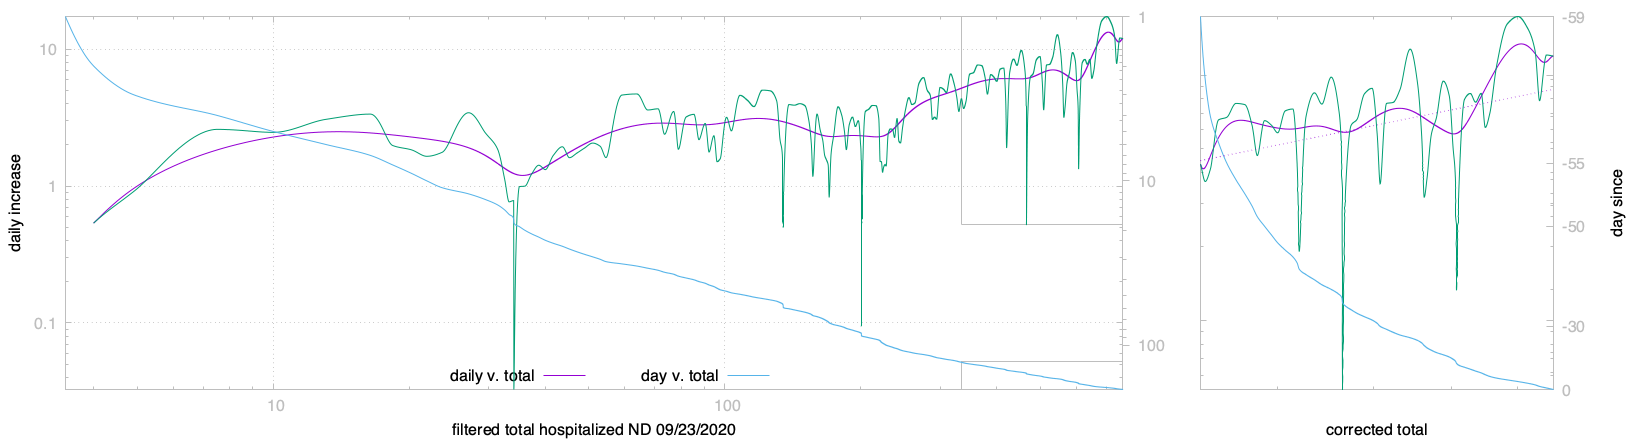 10
1
0.1
daily increase
1
10
100
daily v. total
day v. total
10
100
filtered total hospitalized ND 09/23/2020
-59
-55
-50
-30
0
day since
corrected total